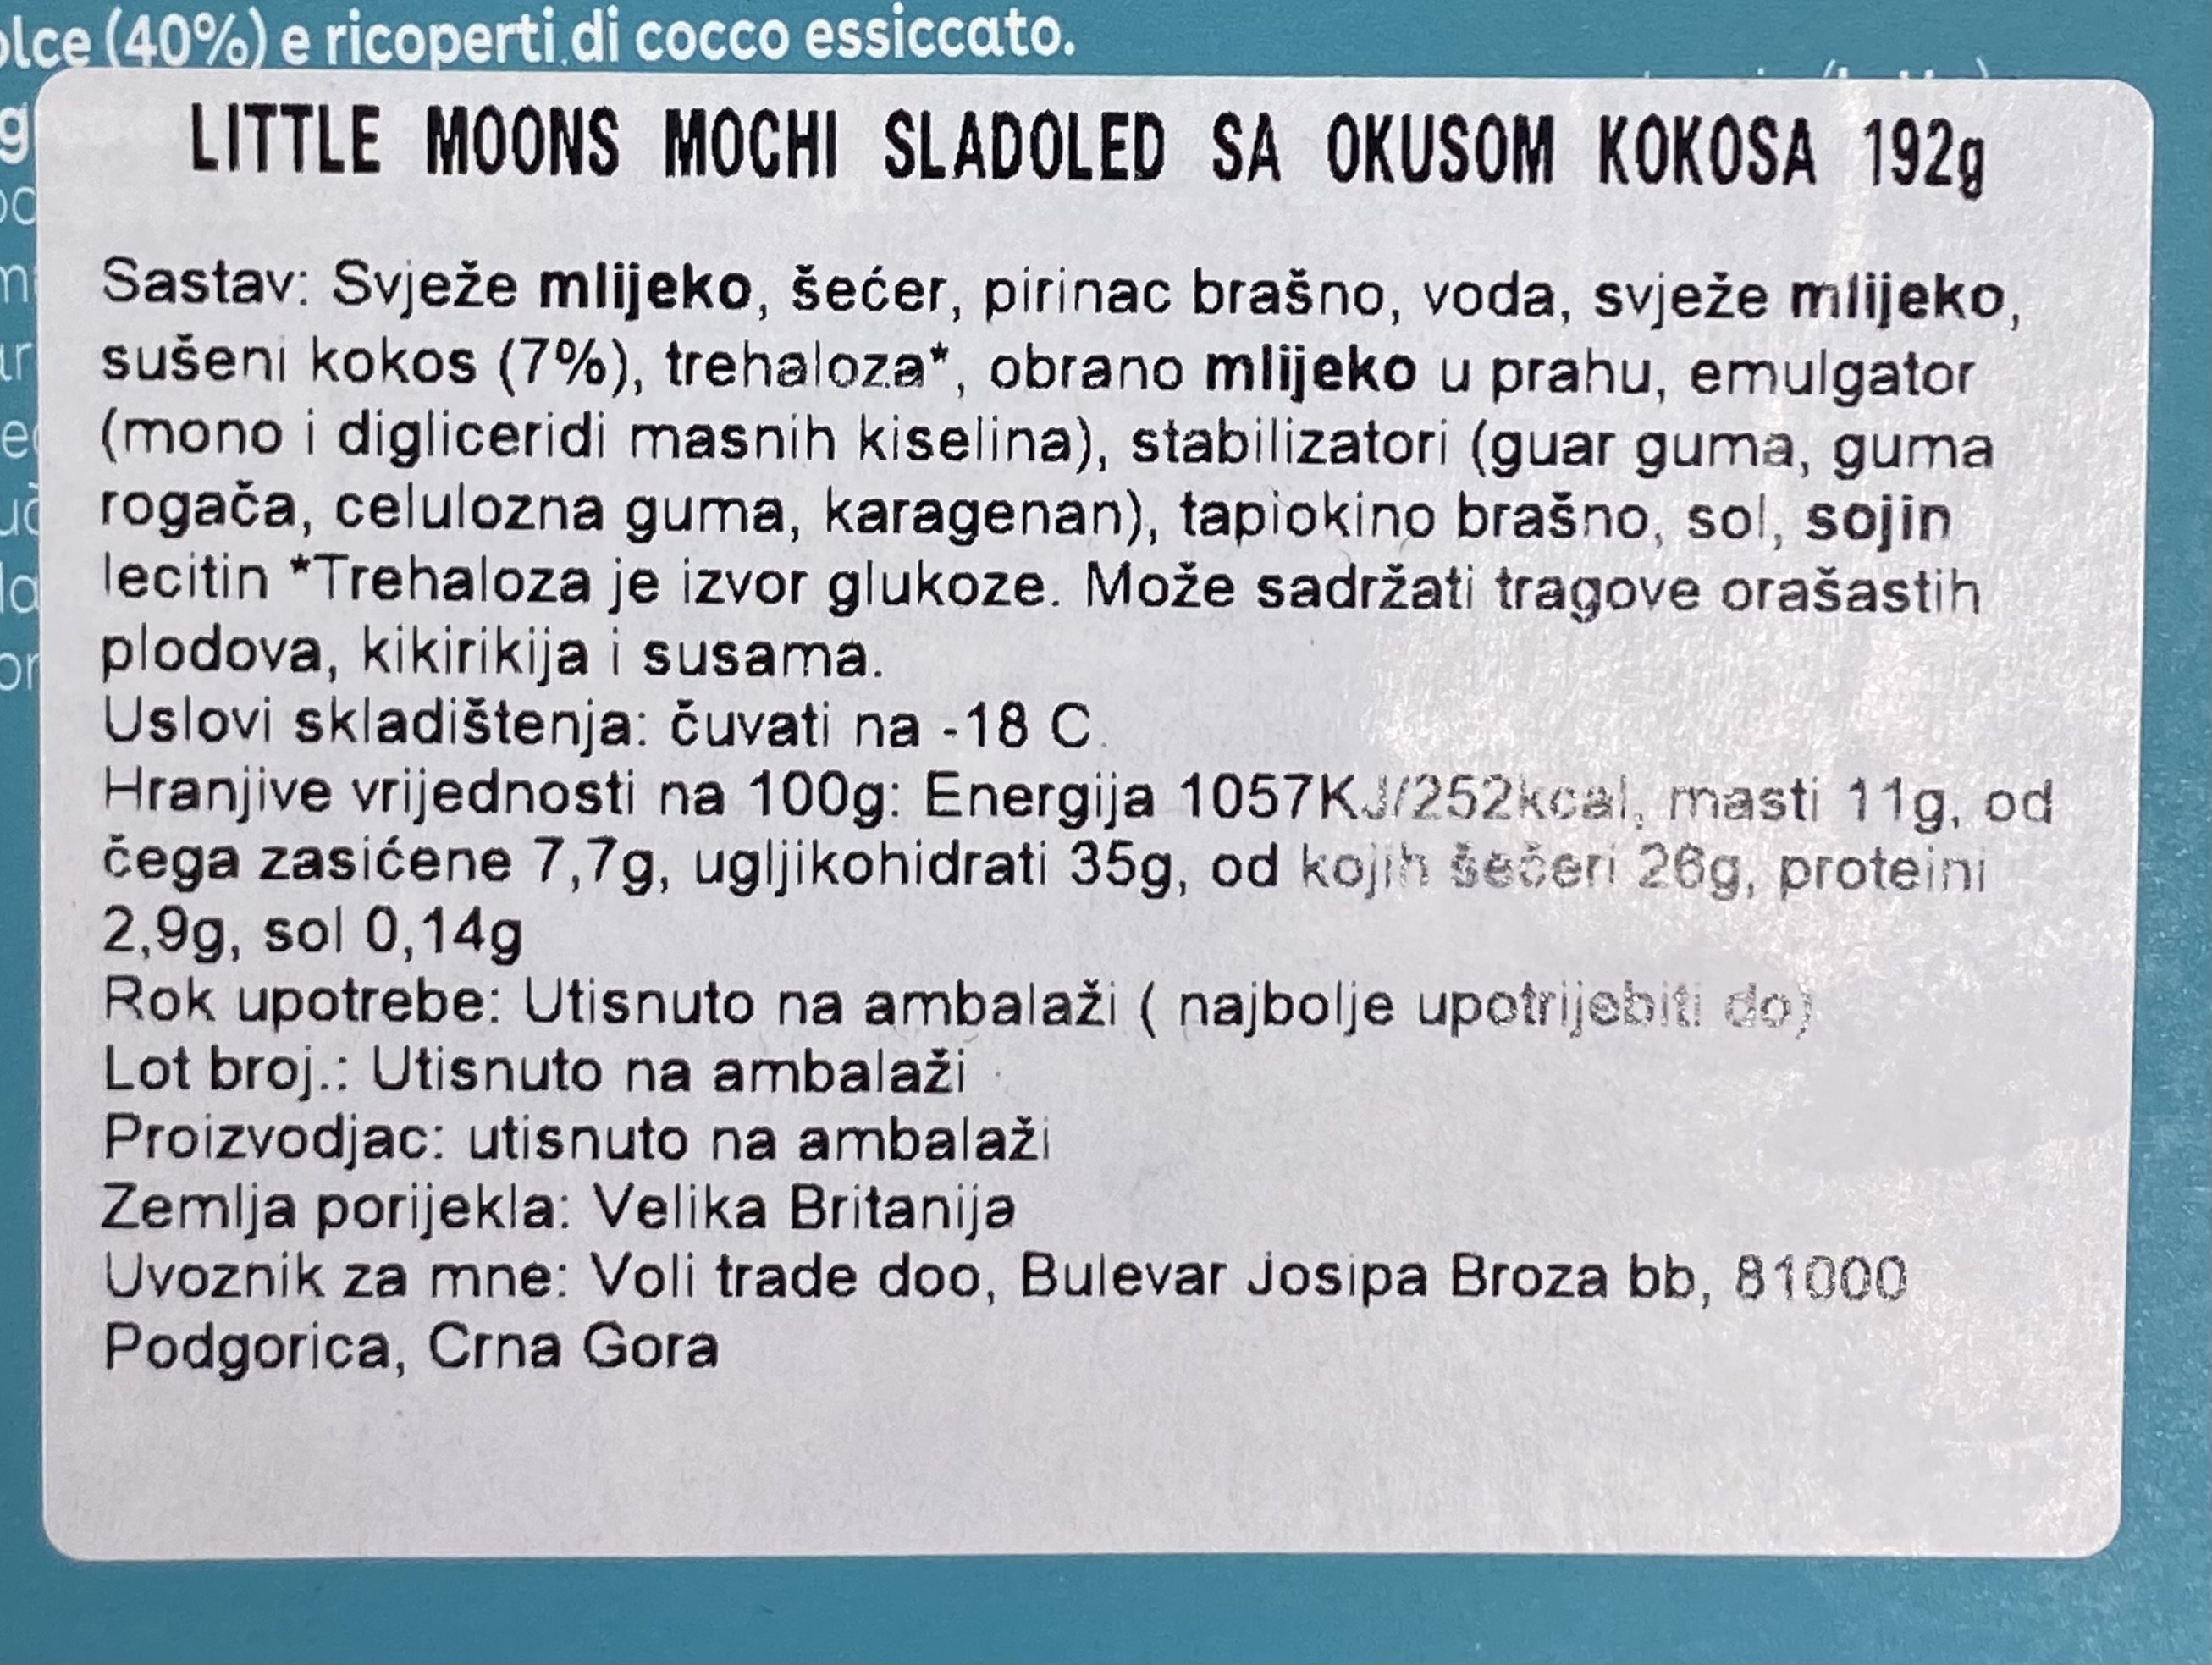 lce (40%) e ricoperti di cocco essiccato.
LITTLE MOONS MOCHI SLADOLED SA OKUSOM KOKOSA 192g
Sastav: Svježe mlijeko, šećer, pirinac brašno, voda, svježe mlijeko,
sušeni kokos (7%), trehaloza*, obrano mlijeko u prahu, emulgator
(mono i digliceridi masnih kiselina), stabilizatori (guar guma, guma
rogača, celulozna guma, karagenan), tapiokino brašno, sol, sojin
lecitin *Trehaloza je izvor glukoze. Može sadržati tragove orašastih
plodova, kikirikija i susama.
Uslovi skladištenja: čuvati na -18 C.
Hranjive vrijednosti na 100g: Energija 1057KJ/252kcal, masti 11g, od
čega zasićene 7,7g, ugljikohidrati 35g, od kojih šećeri 26g, proteini
2,9g, sol 0,14g
Rok upotrebe: Utisnuto na ambalaži ( najbolje upotrijebiti do)
Lot broj.: Utisnuto na ambalaži
Proizvodjac: utisnuto na ambalaži
Zemlja porijekla: Velika Britanija
Uvoznik za mne: Voli trade doo, Bulevar Josipa Broza bb, 81000
Podgorica, Crna Gora